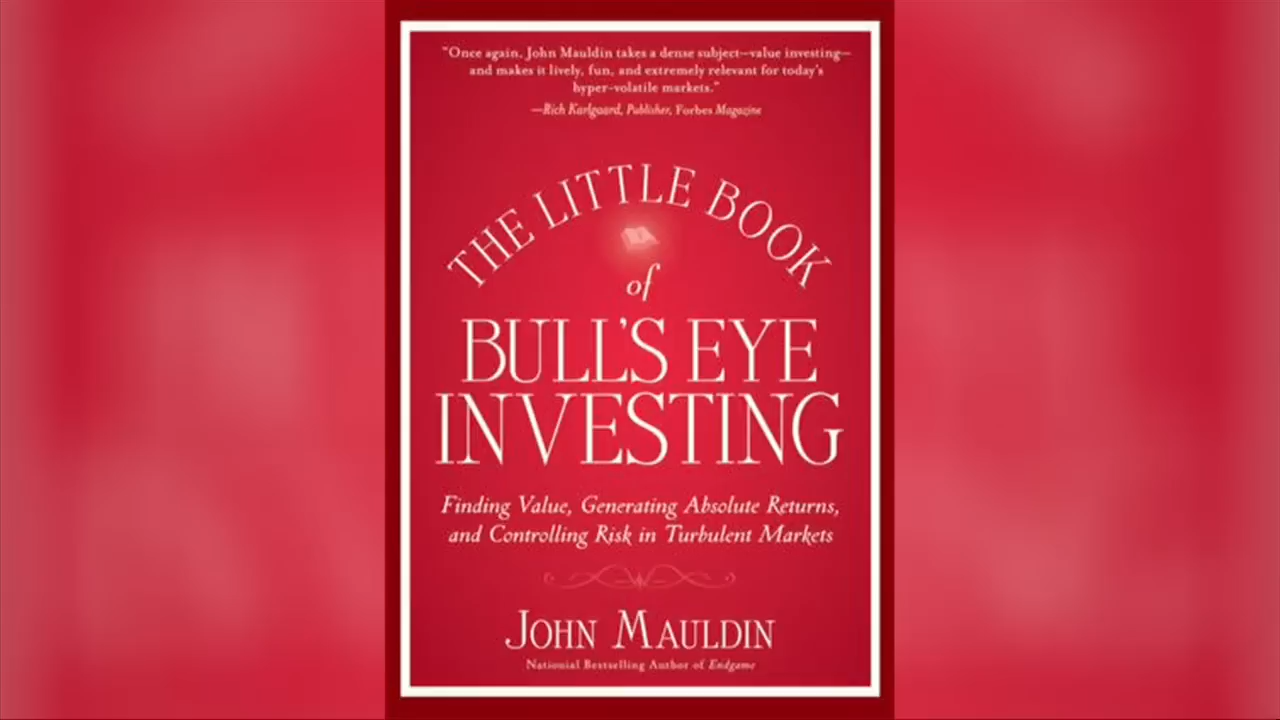 "Once again, John Mauldin takes a dense subject—value investing—
and makes it lively, fun, and extremely relevant for today's
hyper-volatile markets."
—Rich Karlgaard, Publisher, Forbes Magazine
THE LITTLE BOOK
of
BULL'S EYE
INVESTING
Finding Value, Generating Absolute Returns,
and Controlling Risk in Turbulent Markets
JOHN MAULDIN
National Bestselling Author of Endgame